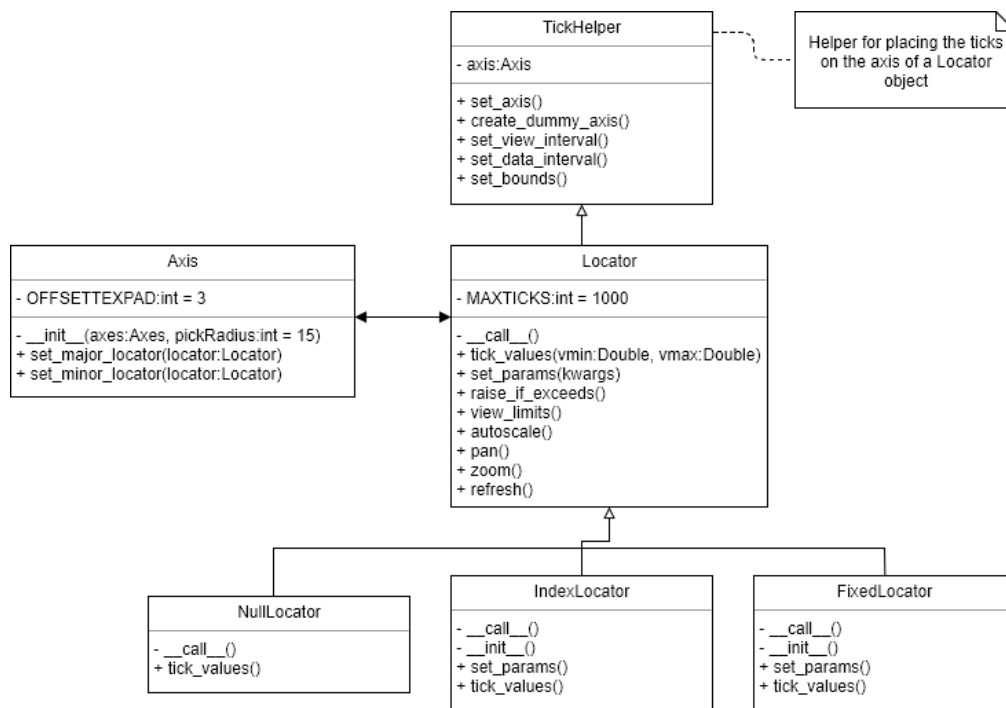 TickHelper
- axis:Axis
+ set_axis()
+ create_dummy_axis()
+ set_view_interval()
+ set_data_interval()
+ set_bounds()
Helper for placing the ticks
on the axis of a Locator
object
Axis
- OFFSETTEXPAD:int = 3
- __init__(axes:Axes, pickRadius:int = 15)
+ set_major_locator(locator:Locator)
+ set_minor_locator(locator:Locator)
Locator
- MAXTICKS:int = 1000
- __call__()
+ tick_values(vmin:Double, vmax:Double)
+ set_params(kwargs)
+ raise_if_exceeds()
+ view_limits()
+ autoscale()
+ pan()
+ zoom()
+ refresh()
NullLocator
- __call__()
+ tick_values()
IndexLocator
- __call__()
- __init__()
+ set_params()
+ tick_values()
FixedLocator
- __call__()
- __init__()
+ set_params()
+ tick_values()